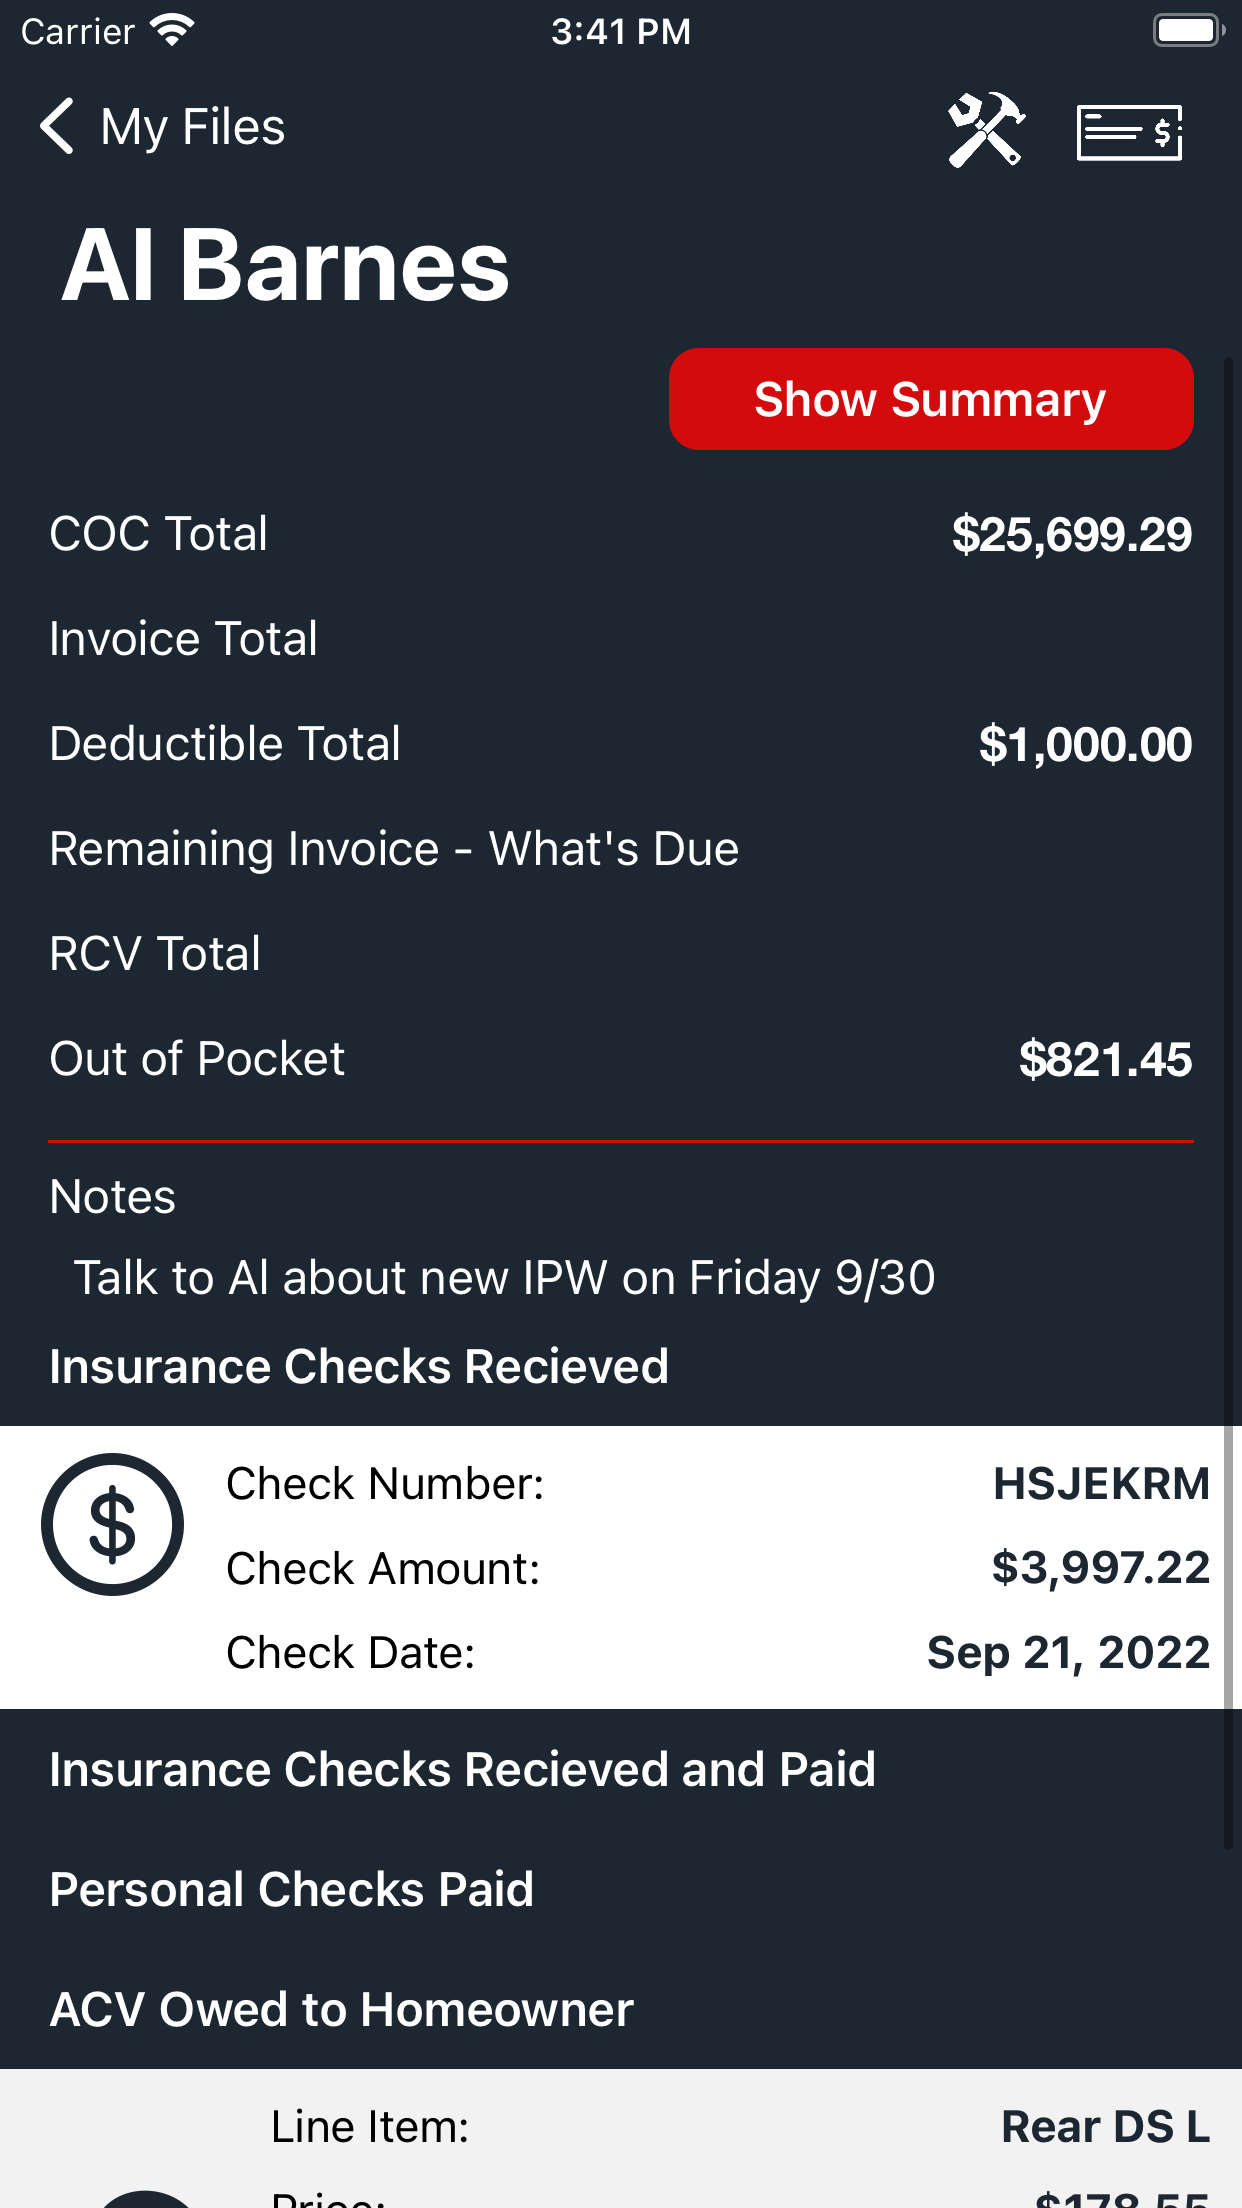 Carrier 3:41 PM
My Files $
Al Barnes
Show Summary
COC Total $25,699.29
Invoice Total
Deductible Total $1,000.00
Remaining Invoice - What's Due
RCV Total
Out of Pocket $821.45
Notes
Talk to Al about new IPW on Friday 9/30
Insurance Checks Recieved
$ Check Number: HSJEKRM
Check Amount: $3,997.22
Check Date: Sep 21, 2022
Insurance Checks Recieved and Paid
Personal Checks Paid
ACV Owed to Homeowner
Line Item: Rear DS L
Price: $178.55